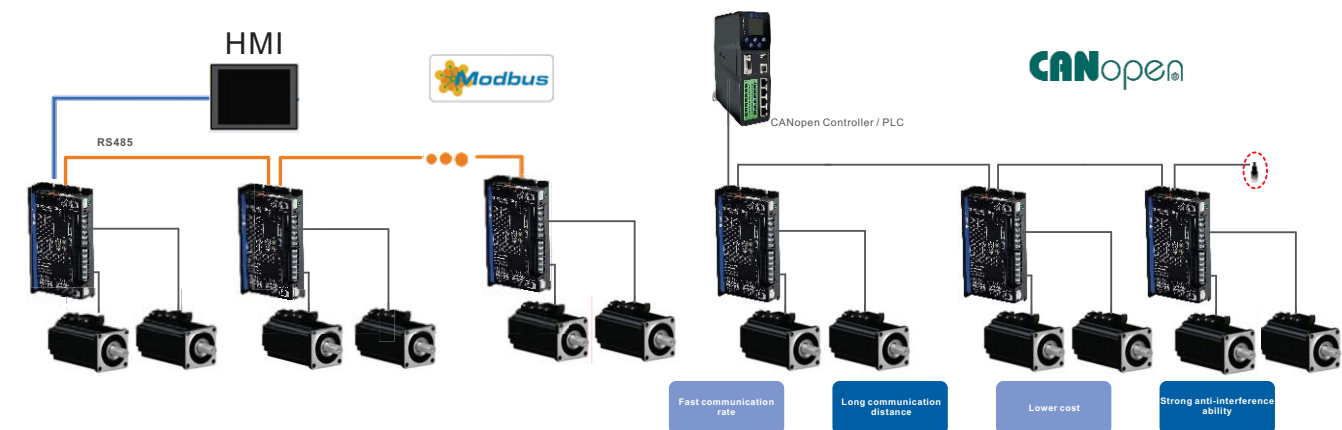 HMI
Modbus
RS485
CANopen
CANopen Controller / PLC
Fast communication
rate
Long communication
distance
Lower cost
Strong anti-interference
ability